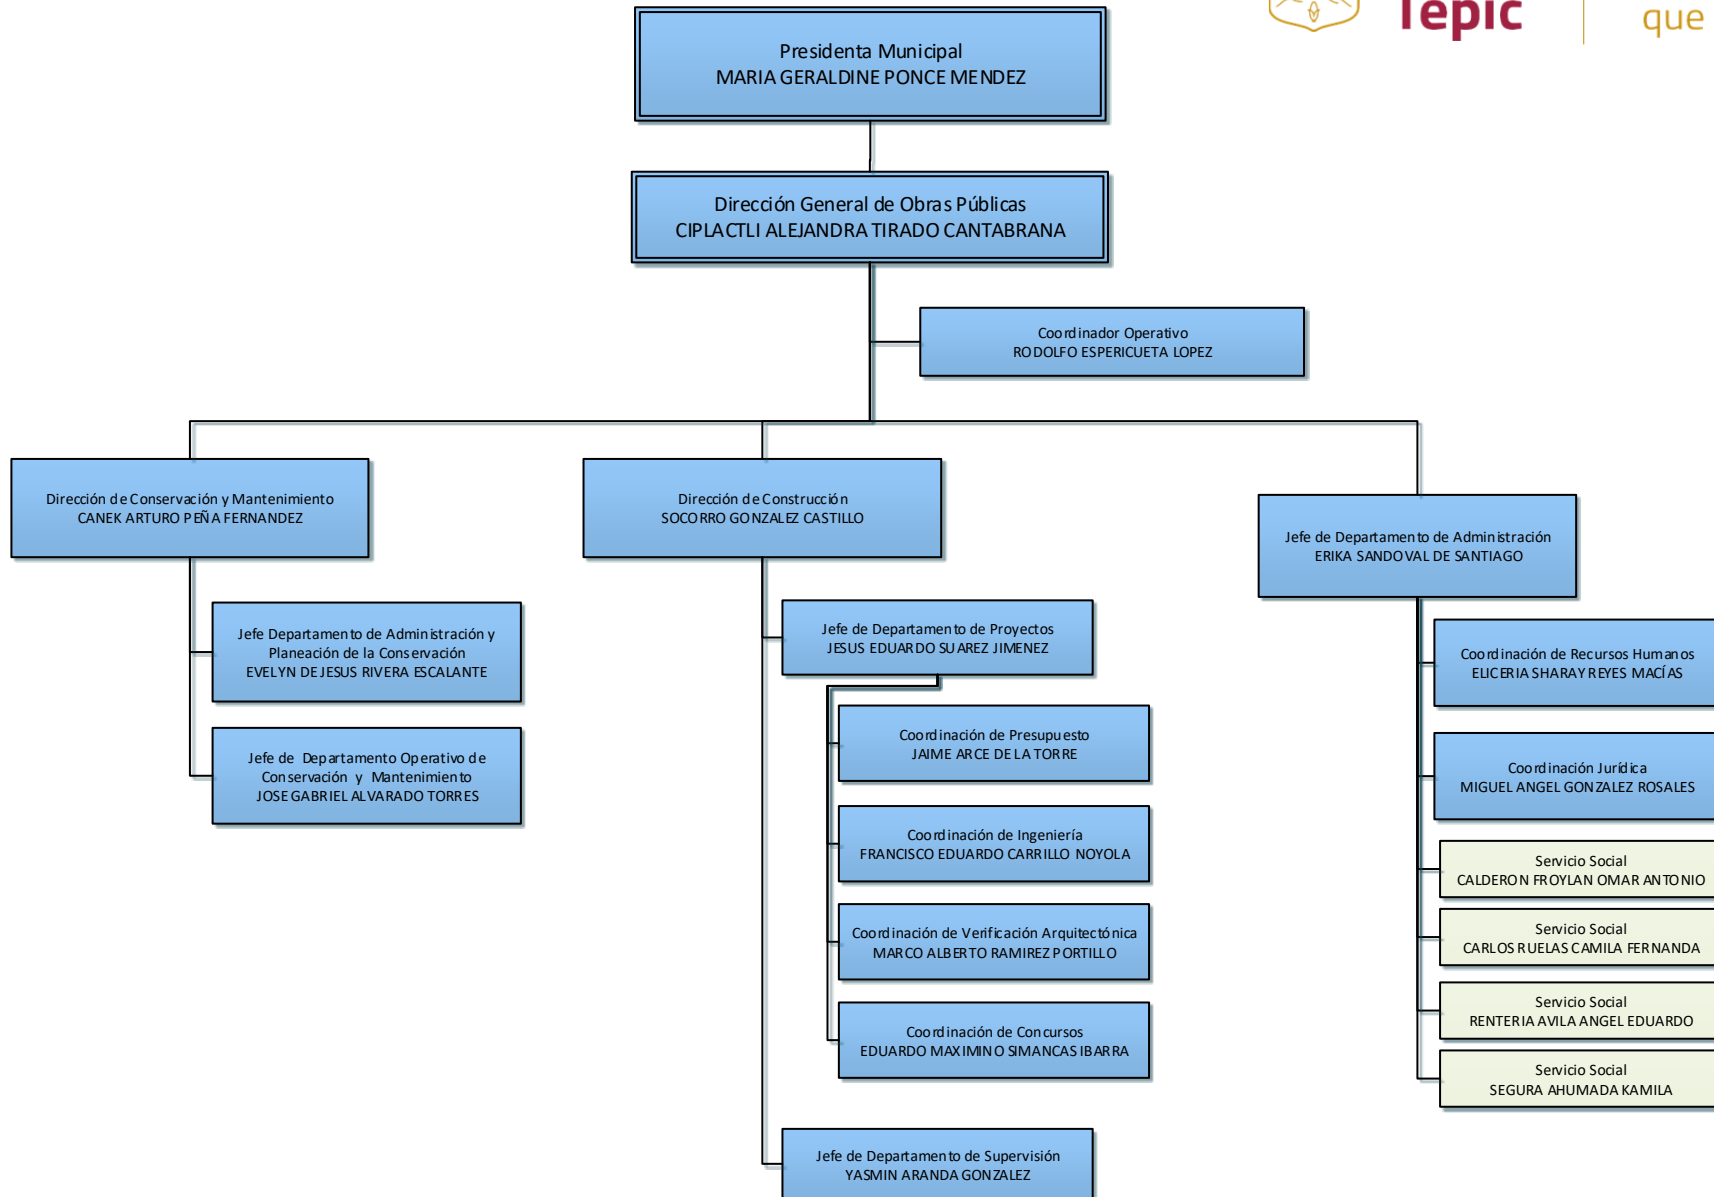 Tepic
que
Presidenta Municipal
MARIA GERALDINE PONCE MENDEZ
Dirección General de Obras Públicas
CIPLACTLI ALEJANDRA TIRADO CANTABRANA
Coordinador Operativo
RODOLFO ESPERICUETA LOPEZ
Dirección de Conservación y Mantenimiento
CANEK ARTURO PEÑA FERNANDEZ
Jefe Departamento de Administración y
Planeación de la Conservación
EVELYN DE JESUS RIVERA ESCALANTE
Jefe de Departamento Operativo de
Conservación y Mantenimiento
JOSE GABRIEL ALVARADO TORRES
Dirección de Construcción
SOCORRO GONZALEZ CASTILLO
Jefe de Departamento de Proyectos
JESUS EDUARDO SUAREZ JIMENEZ
Coordinación de Presupuesto
JAIME ARCE DE LA TORRE
Coordinación de Ingeniería
FRANCISCO EDUARDO CARRILLO NOYOLA
Coordinación de Verificación Arquitectónica
MARCO ALBERTO RAMIREZ PORTILLO
Coordinación de Concursos
EDUARDO MAXIMINO SIMANCAS IBARRA
Jefe de Departamento de Supervisión
YASMIN ARANDA GONZALEZ
Jefe de Departamento de Administración
ERIKA SANDOVAL DE SANTIAGO
Coordinación de Recursos Humanos
ELICERIA SHARAY REYES MACÍAS
Coordinación Jurídica
MIGUEL ANGEL GONZALEZ ROSALES
Servicio Social
CALDERON FROYLAN OMAR ANTONIO
Servicio Social
CARLOS RUELAS CAMILA FERNANDA
Servicio Social
RENTERIA AVILA ANGEL EDUARDO
Servicio Social
SEGURA AHUMADA KAMILA